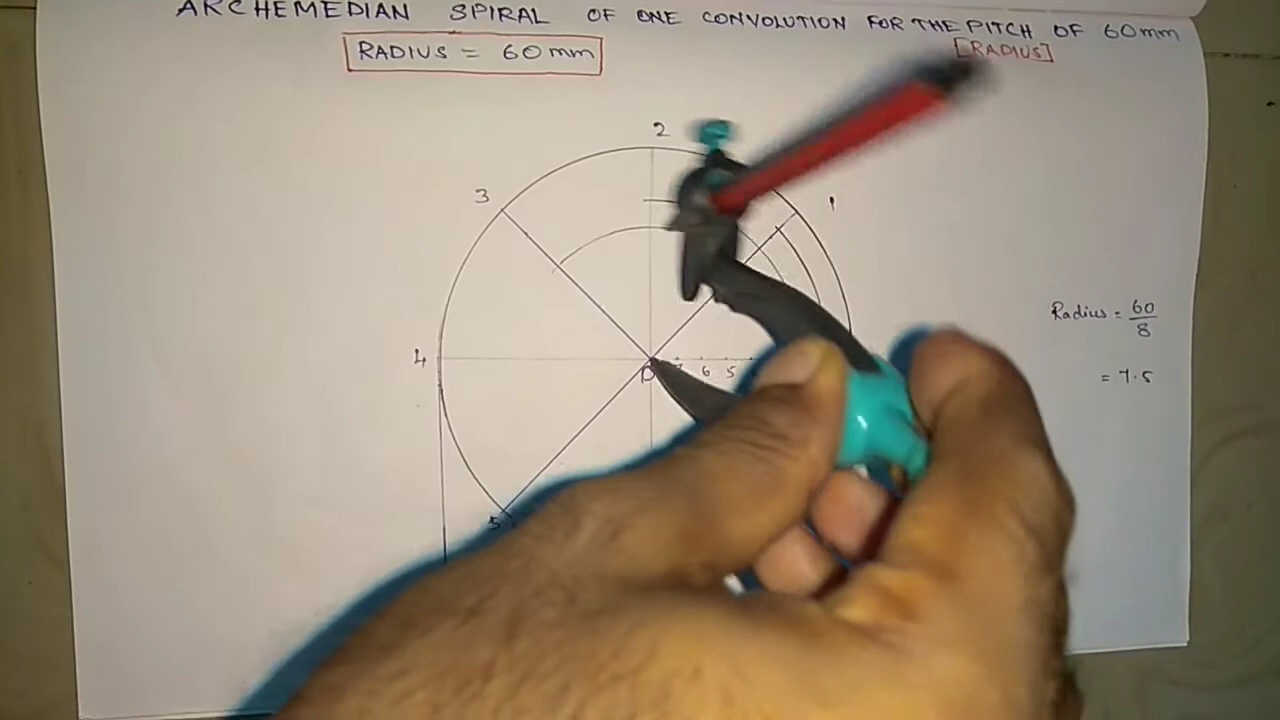 ARCHEMEDIAN SPIRAL OF ONE CONVOLUTION FOR THE PITCH OF 60mm
[RADIUS]
RADIUS = 60mm
2
3
1
Radius = 60/8
= 7.5
4
O 6 5
5